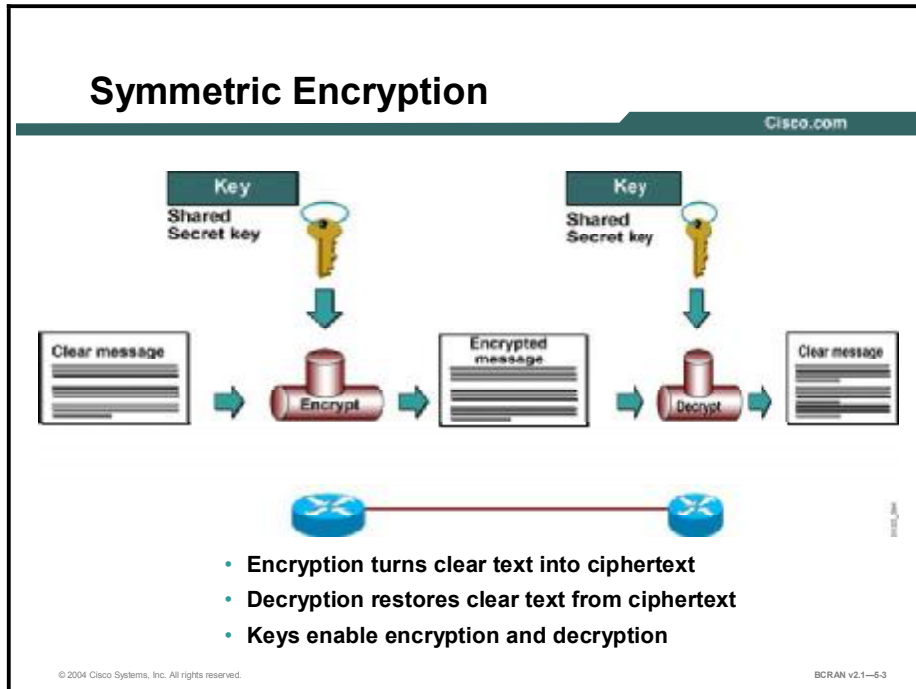 Symmetric Encryption
Cisco.com
Key
Shared
Secret key
Key
Shared
Secret key
Clear message
Encrypt
Encrypted
message
Decrypt
Clear message
• Encryption turns clear text into ciphertext
• Decryption restores clear text from ciphertext
• Keys enable encryption and decryption
© 2004 Cisco Systems, Inc. All rights reserved.
BCRAN v2.1—5-3